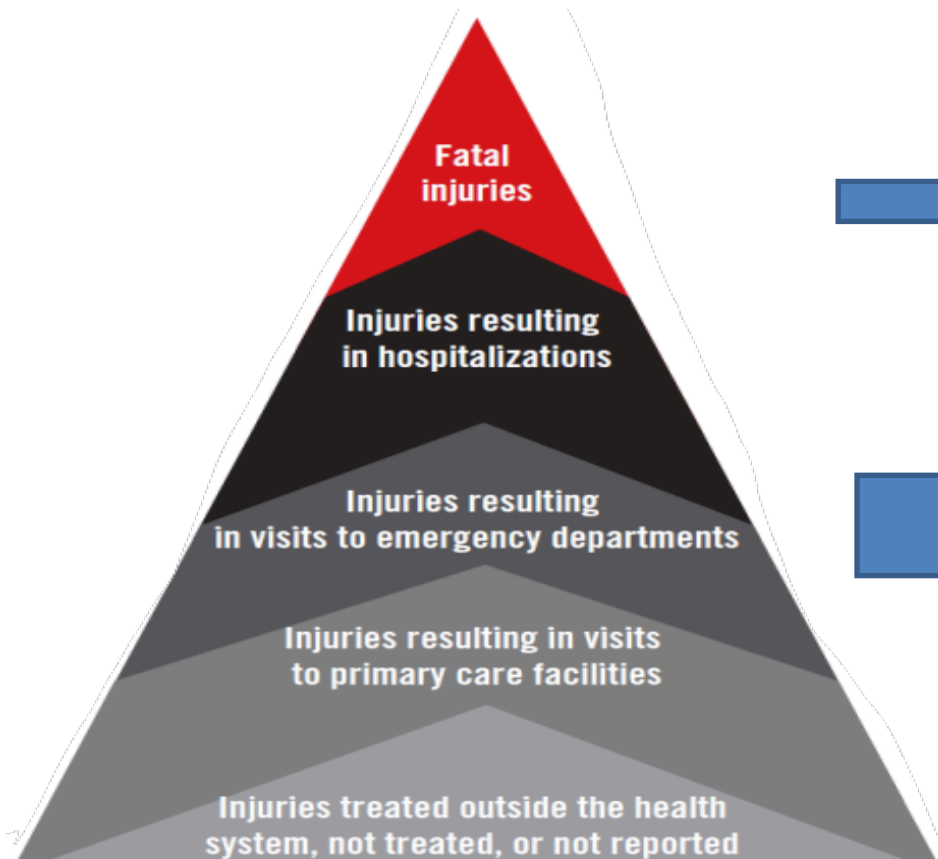 Fatal
injuries
Injuries resulting
in hospitalizations
Injuries resulting
in visits to emergency departments
Injuries resulting in visits
to primary care facilities
Injuries treated outside the health
system, not treated, or not reported